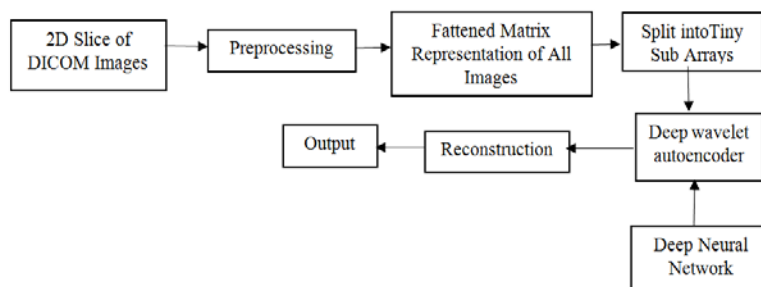 2D Slice of
DICOM Images
Preprocessing
Fattened Matrix
Representation of All
Images
Split intoTiny
Sub Arrays
Deep wavelet
autoencoder
Reconstruction
Output
Deep Neural
Network